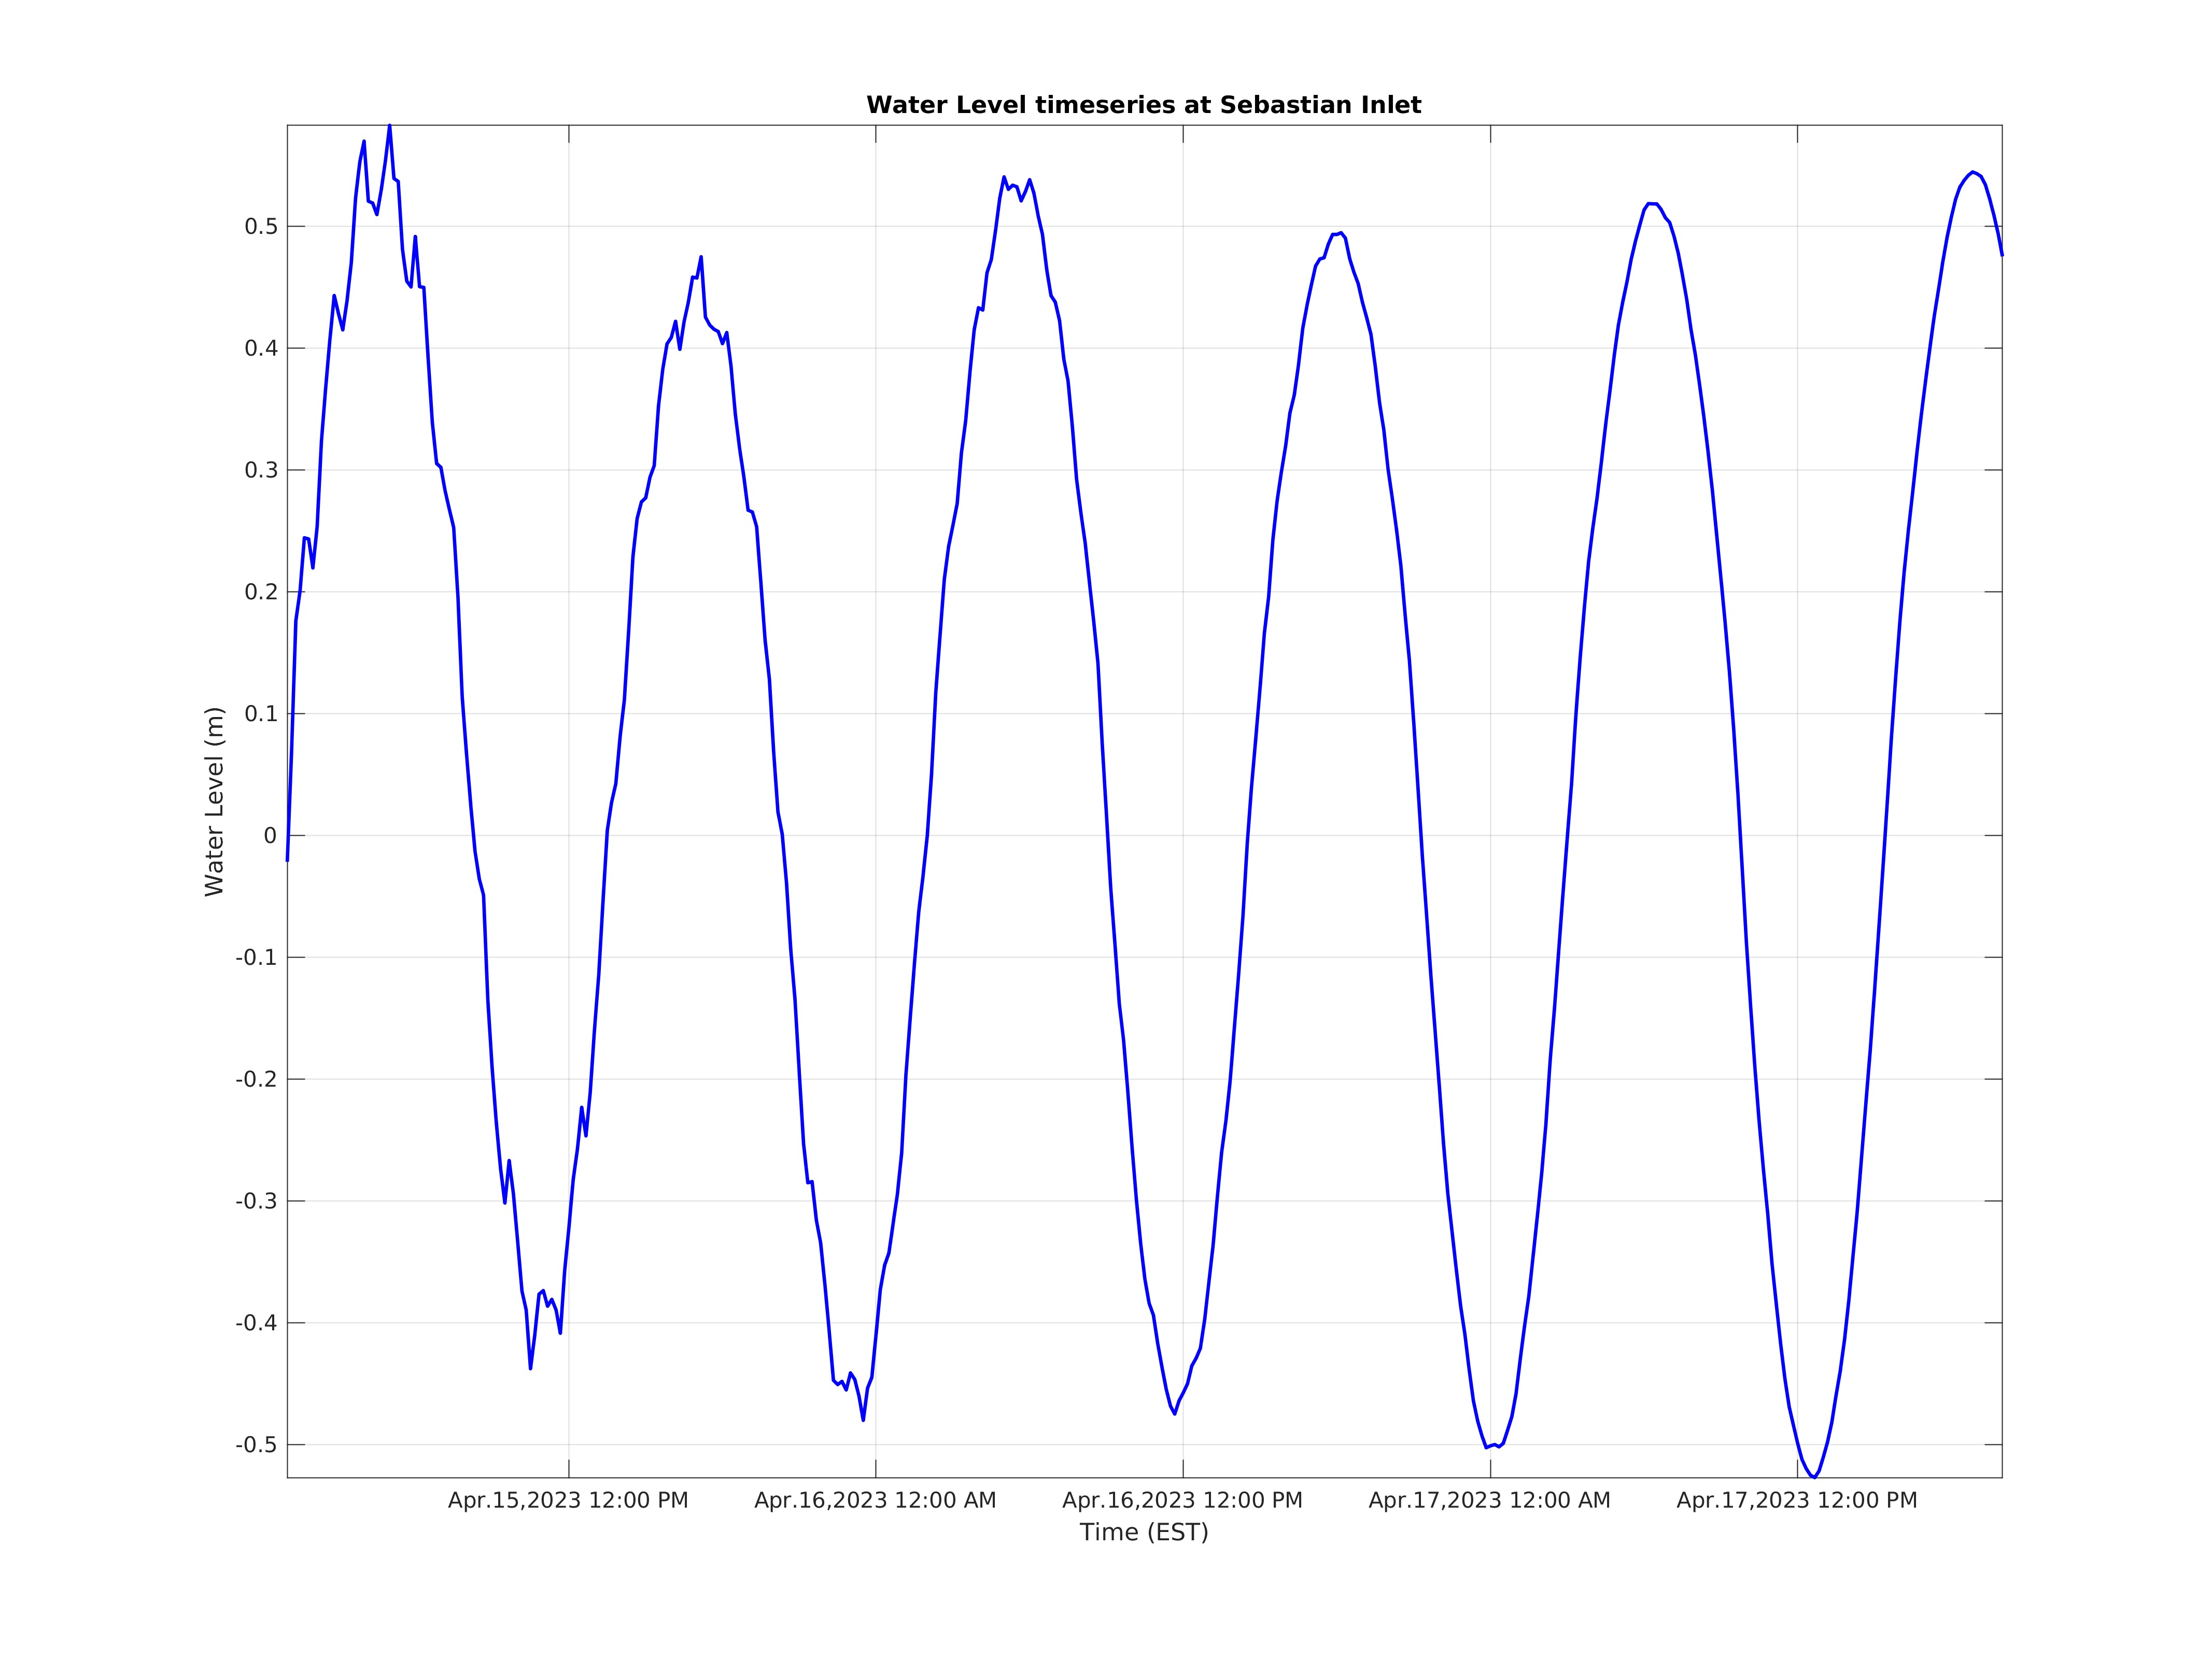 Water Level timeseries at Sebastian Inlet
Water Level (m)
0.5
0.4
0.3
0.2
0.1
0
-0.1
-0.2
-0.3
-0.4
-0.5
Apr.15,2023 12:00 PM
Apr.16,2023 12:00 AM
Apr.16,2023 12:00 PM
Apr.17,2023 12:00 AM
Apr.17,2023 12:00 PM
Time (EST)